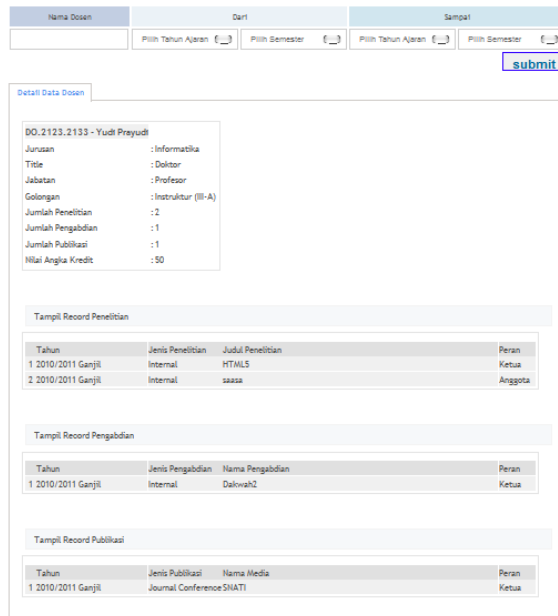 Nama Dosen Dari Sampai
Pilih Tahun Ajaran Pilih Semester Pilih Tahun Ajaran Pilih Semester
submit
Detail Data Dosen
DO.2123.2133 - Yudi Prayudi
Jurusan : Informatika
Title : Doktor
Jabatan : Profesor
Golongan : Instruktur (III-A)
Jumlah Penelitian : 2
Jumlah Pengabdian : 1
Jumlah Publikasi : 1
Nilai Angka Kredit : 50
Tampil Record Penelitian
Tahun Jenis Penelitian Judul Penelitian Peran
1 2010/2011 Ganjil Internal HTML5 Ketua
2 2010/2011 Ganjil Internal saasa Anggota
Tampil Record Pengabdian
Tahun Jenis Pengabdian Nama Pengabdian Peran
1 2010/2011 Ganjil Internal Dakwah2 Ketua
Tampil Record Publikasi
Tahun Jenis Publikasi Nama Media Peran
1 2010/2011 Ganjil Journal Conference SNATI Ketua